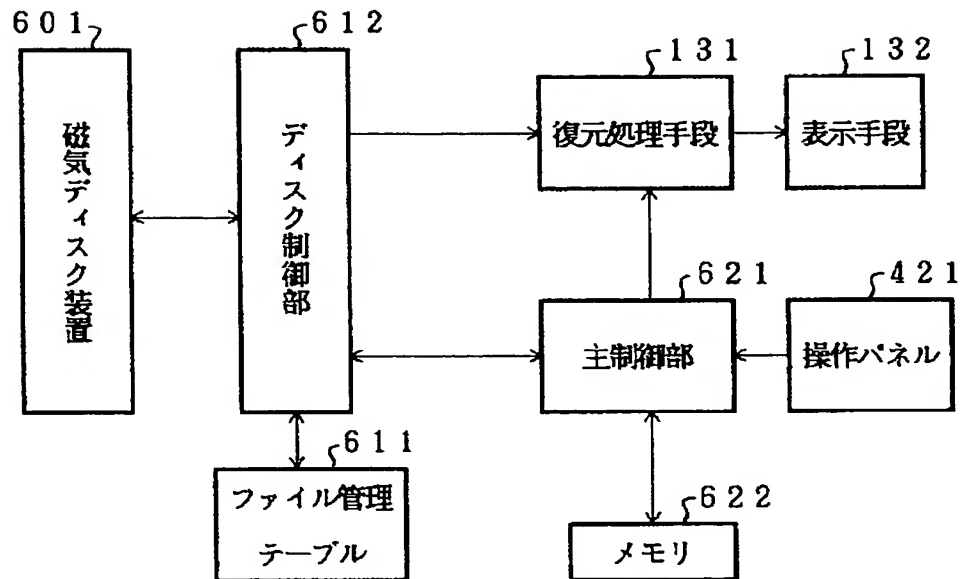 601
612
131
132
磁気ディスク装置
ディスク制御部
復元処理手段
表示手段
621
421
主制御部
操作パネル
611
ファイル管理
テーブル
622
メモリ